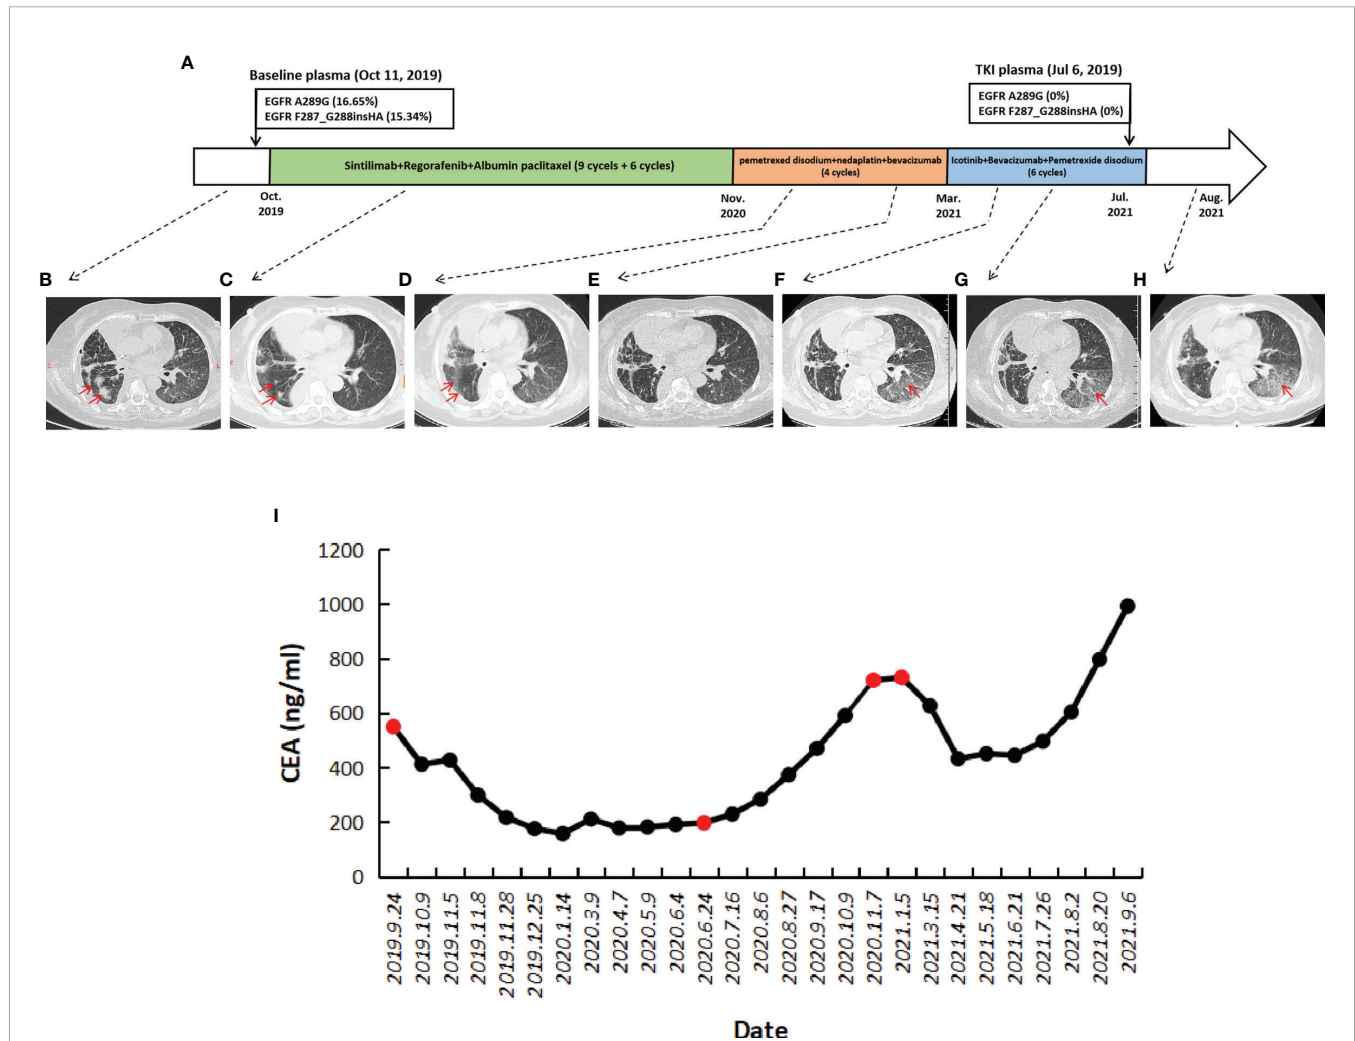 A
Baseline plasma (Oct 11, 2019)
EGFR A289G (16.65%)
EGFR F287_G288insHA (15.34%)
TKI plasma (Jul 6, 2019)
EGFR A289G (0%)
EGFR F287_G288insHA (0%)
Sintilimab+Regorafenib+Albumin paclitaxel (9 cycels + 6 cycles)
pemetrexed disodium+nedaplatin+bevacizumab
(4 cycles)
Icotinib+Bevacizumab+Pemetrexide disodium
(6 cycles)
Oct.
2019
Nov.
2020
Mar.
2021
Jul.
2021
Aug.
2021
B
C
D
E
F
G
H
I
CEA (ng/ml)
1200
1000
800
600
400
200
0
2019.9.24
2019.10.9
2019.11.5
2019.11.8
2019.11.28
2019.12.25
2020.1.14
2020.3.9
2020.4.7
2020.5.9
2020.6.4
2020.6.24
2020.7.16
2020.8.6
2020.8.27
2020.9.17
2020.10.9
2020.11.7
2021.1.5
2021.3.15
2021.4.21
2021.5.18
2021.6.21
2021.7.26
2021.8.2
2021.8.20
2021.9.6
Date